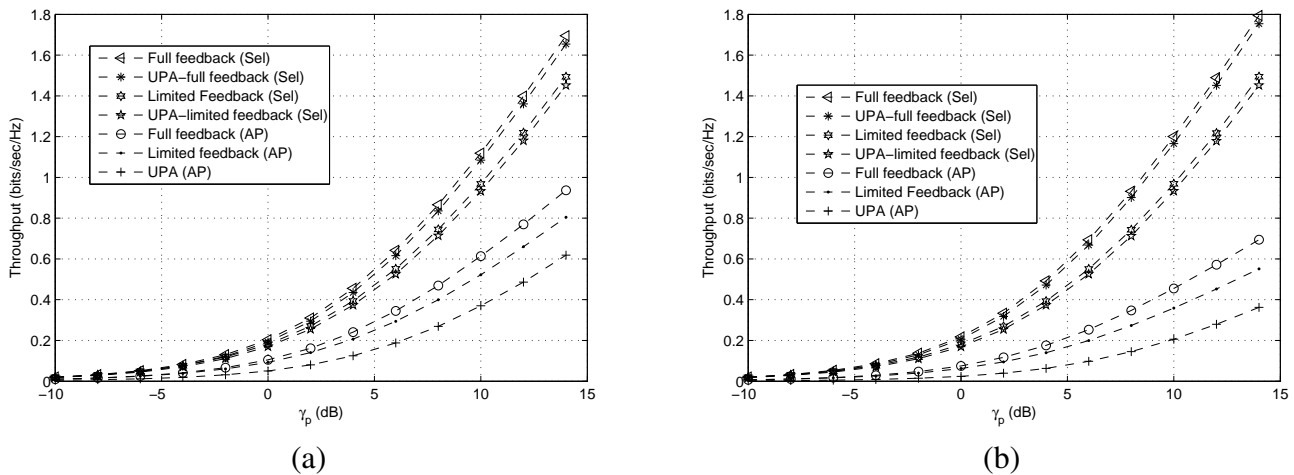 1.8
1.6
1.4
1.2
1
0.8
0.6
0.4
0.2
0
Throughput (bits/sec/Hz)
Full feedback (Sel)
UPA−full feedback (Sel)
Limited Feedback (Sel)
UPA−limited feedback (Sel)
Full feedback (AP)
Limited feedback (AP)
UPA (AP)
−10 −5 0 5 10 15
γp (dB)
(a)
1.8
1.6
1.4
1.2
1
0.8
0.6
0.4
0.2
0
Throughput (bits/sec/Hz)
Full feedback (Sel)
UPA−full feedback (Sel)
Limited feedback (Sel)
UPA−limited feedback (Sel)
Full feedback (AP)
Limited Feedback (AP)
UPA (AP)
−10 −5 0 5 10 15
γp (dB)
(b)